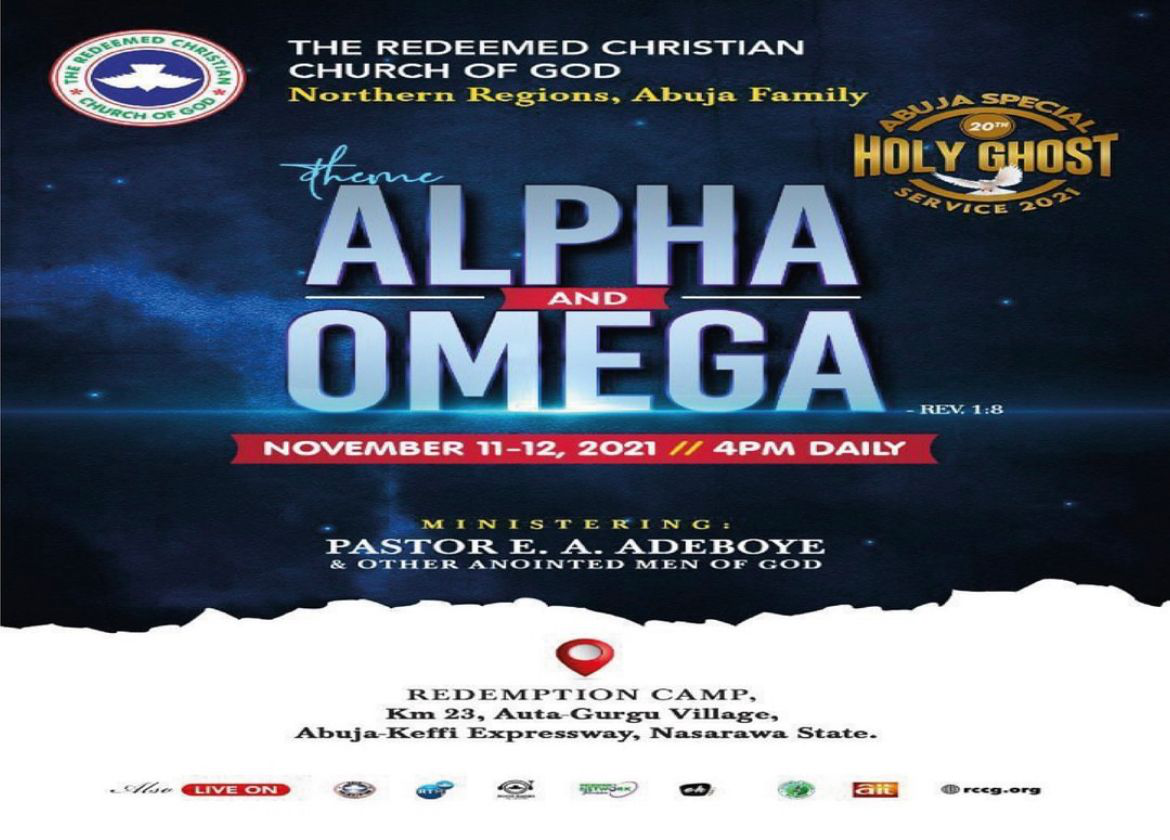 THE REDEEMED CHRISTIAN
CHURCH OF GOD
THE REDEEMED CHRISTIAN
CHURCH OF GOD
Northern Regions, Abuja Family
ABUJA SPECIAL
20TH
HOLY GHOST
SERVICE 2021
theme
ALPHA
AND
OMEGA
- REV. 1:8
NOVEMBER 11-12, 2021 // 4PM DAILY
MINISTERING:
PASTOR E. A. ADEBOYE
& OTHER ANOINTED MEN OF GOD
REDEMPTION CAMP,
Km 23, Auta-Gurgu Village,
Abuja-Keffi Expressway, Nasarawa State.
Also LIVE ON
ait
rccg.org